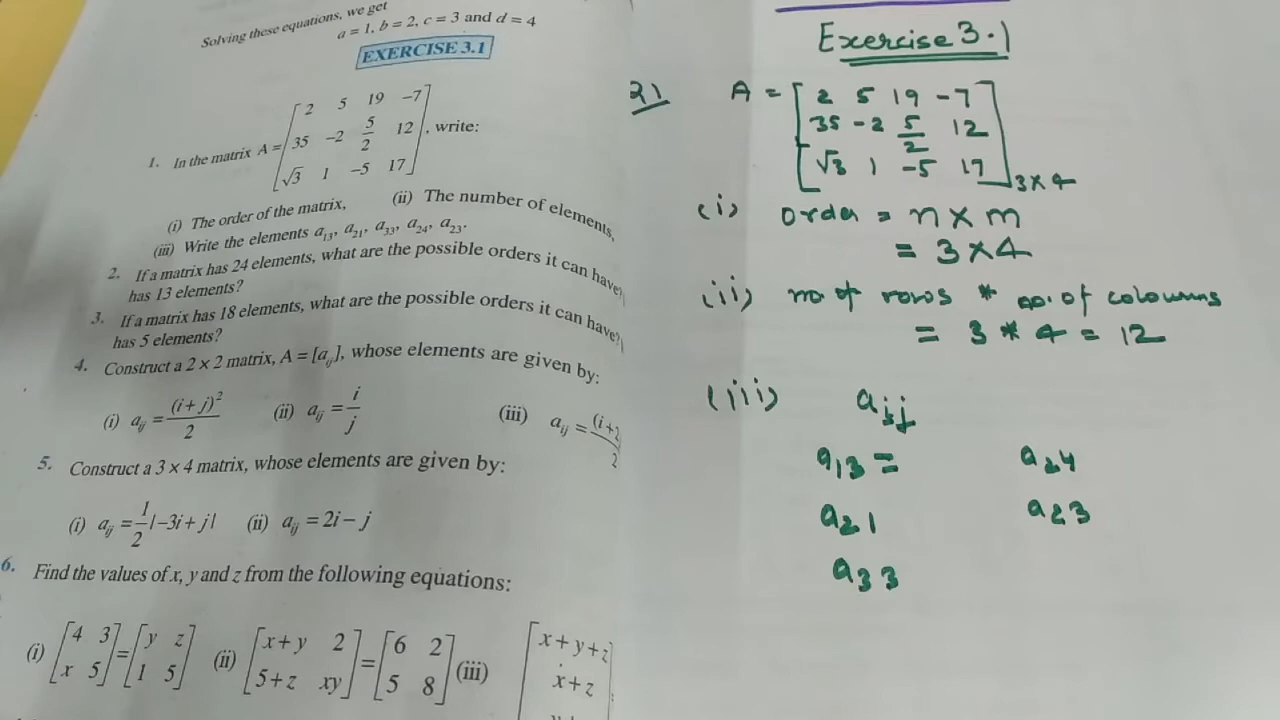 Solving these equations, we get
a = 1, b = 2, c = 3 and d = 4
EXERCISE 3.1
1. In the matrix A = [2 5 19 −7
35 −2 5/2 12
√3 1 −5 17], write:
(i) The order of the matrix, (ii) The number of elements,
(iii) Write the elements a13, a21, a33, a24, a23.
2. If a matrix has 24 elements, what are the possible orders it can have?
has 13 elements?
3. If a matrix has 18 elements, what are the possible orders it can have?
has 5 elements?
4. Construct a 2 × 2 matrix, A = [aij], whose elements are given by:
(i) aij = (i + j)²/2 (ii) aij = i/j (iii) aij = (i + 2/2
5. Construct a 3 × 4 matrix, whose elements are given by:
(i) aij = 1/2 |−3i + j| (ii) aij = 2i − j
6. Find the values of x, y and z from the following equations:
(i) [4 3
x 5] = [y z
1 5] (ii) [x + y 2
5 + z xy] = [6 2
5 8] (iii) [x + y + z
x + z
Exercise 3.1
21 A = [2 5 19 -7
35 -2 5/2 12
√3 1 -5 17] 3×4
(i) order = n × m
= 3 × 4
(ii) no. of rows * no. of coloumns
= 3 * 4 = 12
(iii) aij
a13 = a24
a21 a23
a33